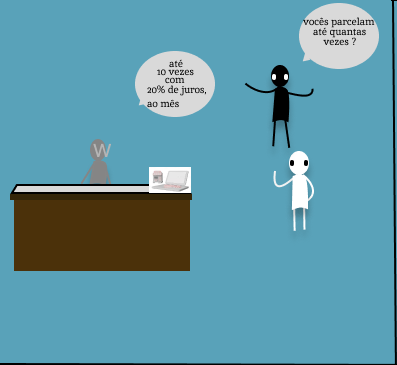 vocês parcelam
até quantas
vezes ?
até
10 vezes
com
20% de juros,
ao mês
W